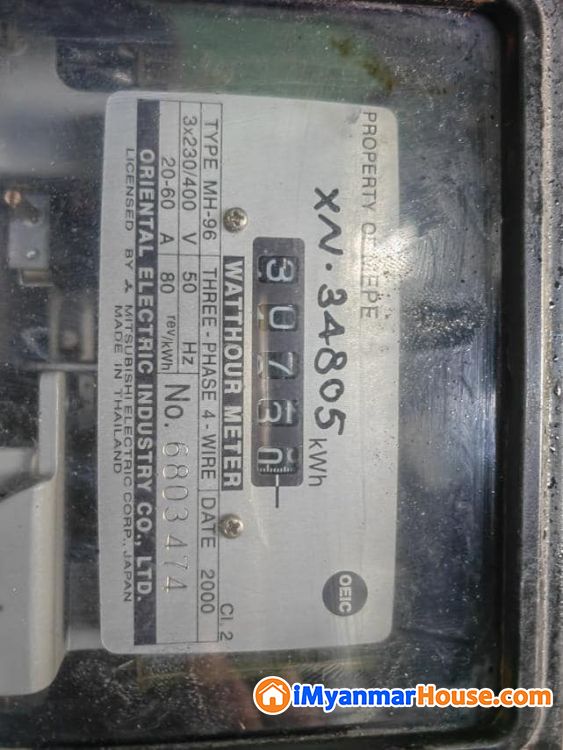 PROPERTY OF MEPE
XN. 34805
30730 kWh
OEIC
WATTHOUR METER Cl. 2
TYPE MH-96 THREE-PHASE 4-WIRE DATE 2000
3x230/400 V 50 Hz No. 6803474
20-60 A 80 rev/kWh
ORIENTAL ELECTRIC INDUSTRY CO., LTD.
LICENSED BY MITSUBISHI ELECTRIC CORP., JAPAN
MADE IN THAILAND
iMyanmarHouse.com